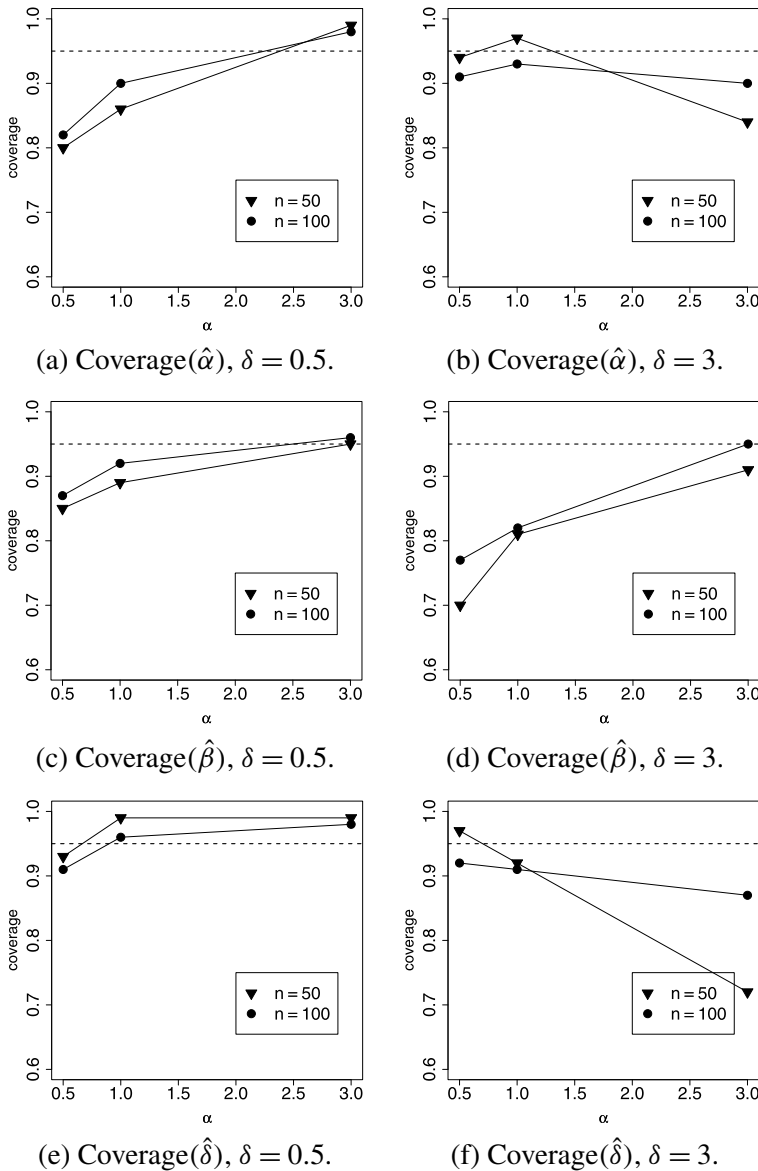 coverage
1.0
0.9
0.8
0.7
0.6
n = 50
n = 100
0.5 1.0 1.5 2.0 2.5 3.0
α
(a) Coverage(α̂), δ = 0.5.
coverage
1.0
0.9
0.8
0.7
0.6
n = 50
n = 100
0.5 1.0 1.5 2.0 2.5 3.0
α
(b) Coverage(α̂), δ = 3.
coverage
1.0
0.9
0.8
0.7
0.6
n = 50
n = 100
0.5 1.0 1.5 2.0 2.5 3.0
α
(c) Coverage(β̂), δ = 0.5.
coverage
1.0
0.9
0.8
0.7
0.6
n = 50
n = 100
0.5 1.0 1.5 2.0 2.5 3.0
α
(d) Coverage(β̂), δ = 3.
coverage
1.0
0.9
0.8
0.7
0.6
n = 50
n = 100
0.5 1.0 1.5 2.0 2.5 3.0
α
(e) Coverage(δ̂), δ = 0.5.
coverage
1.0
0.9
0.8
0.7
0.6
n = 50
n = 100
0.5 1.0 1.5 2.0 2.5 3.0
α
(f) Coverage(δ̂), δ = 3.